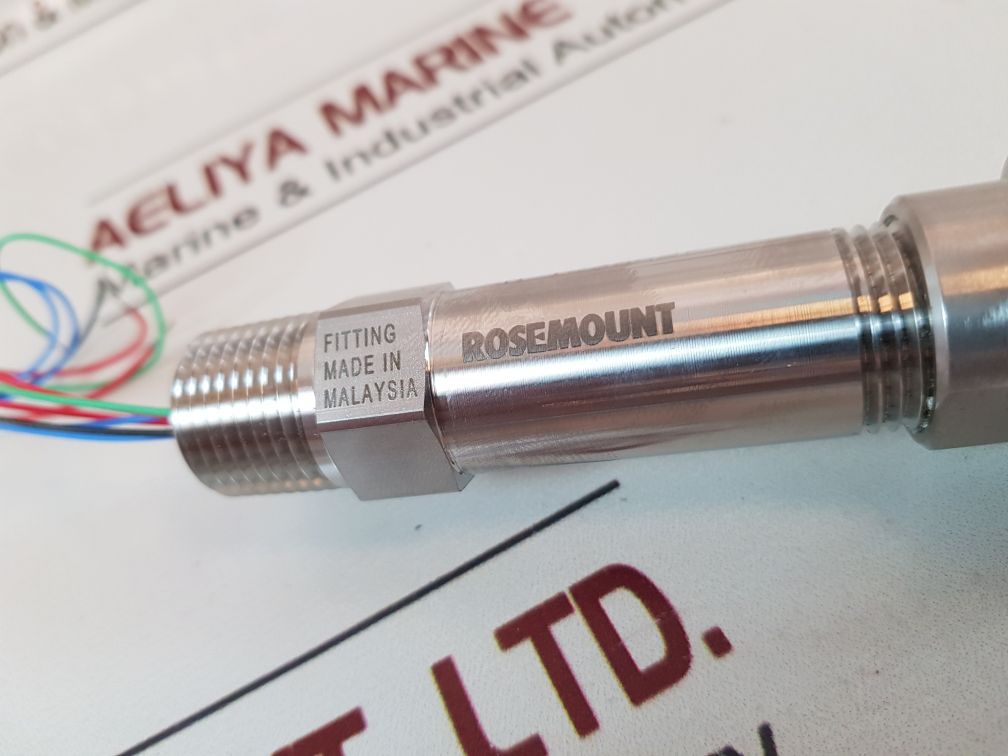 AELIYA MARINE
Marine & Industrial Autom
FITTING
MADE IN
MALAYSIA
ROSEMOUNT
LTD.